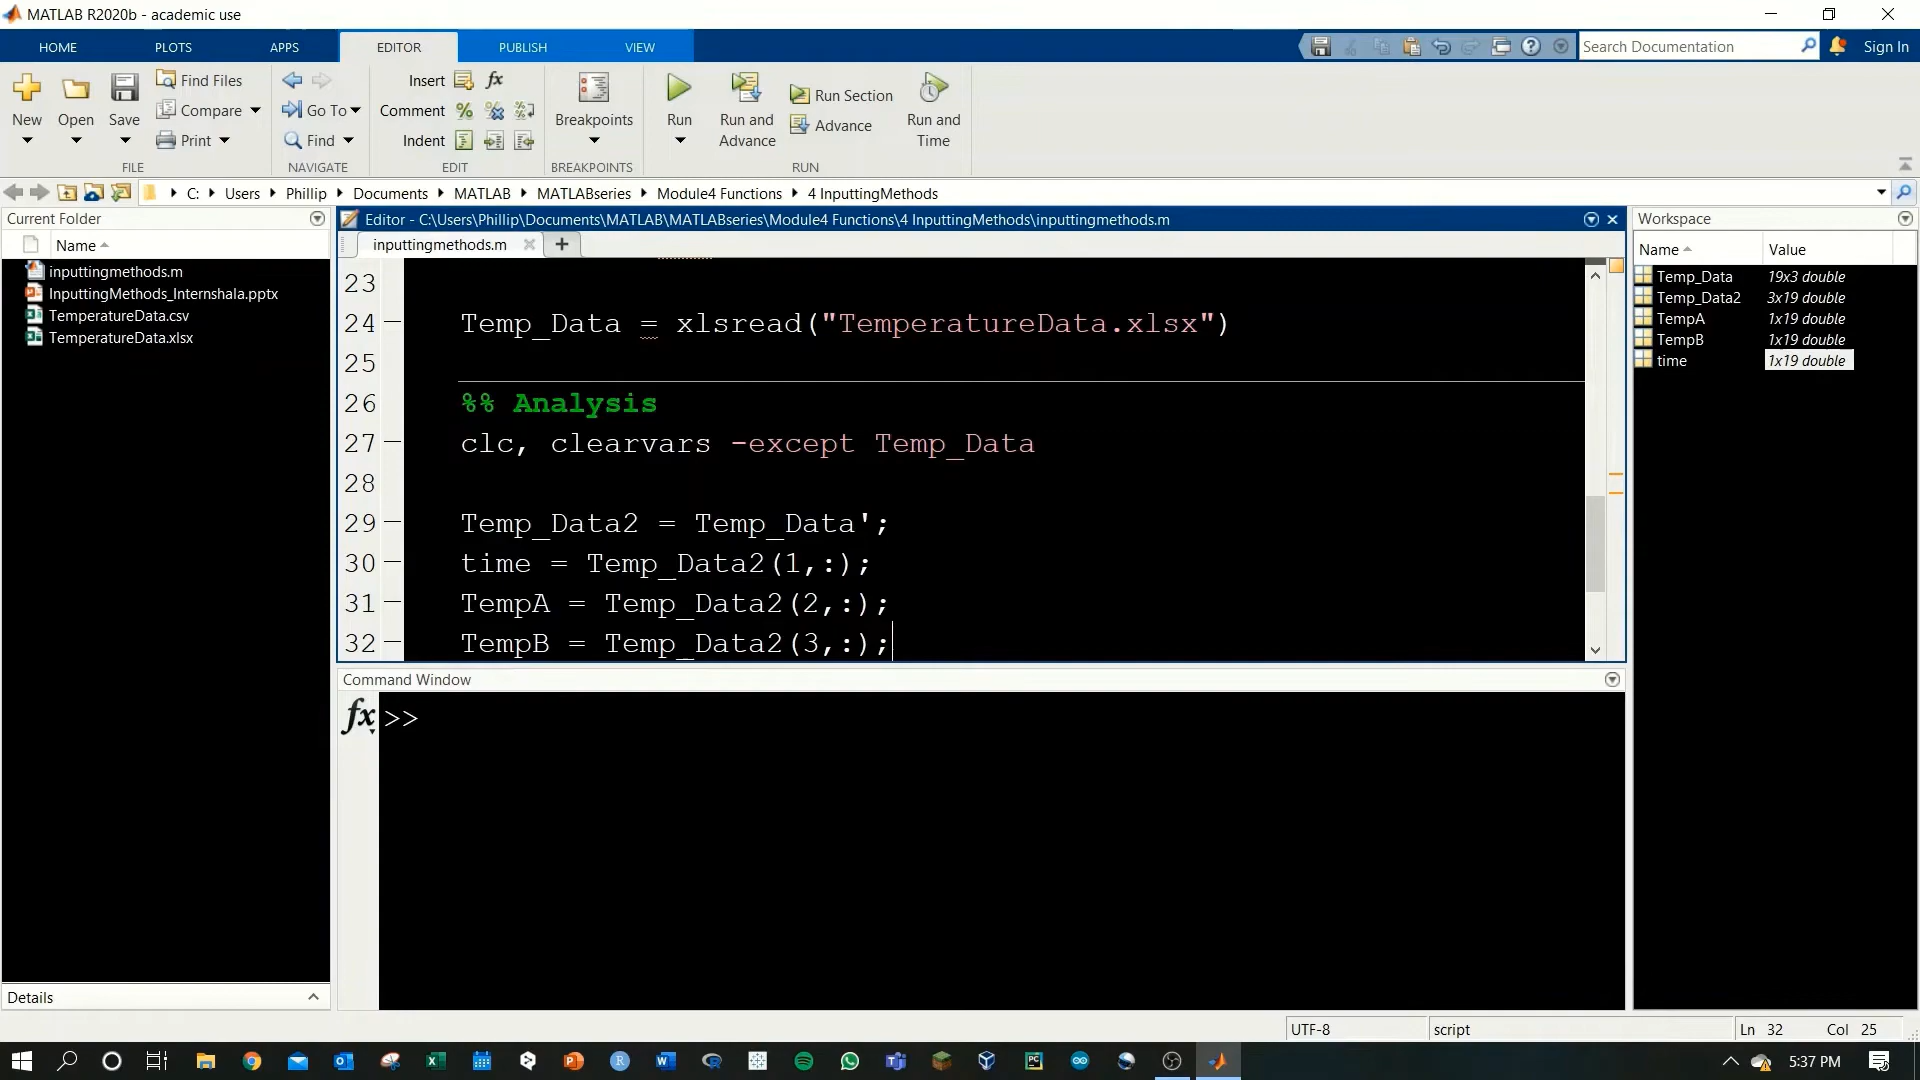 MATLAB R2020b - academic use
HOME PLOTS APPS EDITOR PUBLISH VIEW Search Documentation Sign In
New Open Save Find Files Compare Print
Go To Find
Insert fx Comment Indent
Breakpoints
Run Run and Advance Run Section Advance Run and Time
FILE NAVIGATE EDIT BREAKPOINTS RUN
C: Users Phillip Documents MATLAB MATLABseries Module4 Functions 4 InputtingMethods
Current Folder
Name
inputtingmethods.m
InputtingMethods_Internshala.pptx
TemperatureData.csv
TemperatureData.xlsx
Details
Editor - C:\Users\Phillip\Documents\MATLAB\MATLABseries\Module4 Functions\4 InputtingMethods\inputtingmethods.m
inputtingmethods.m
23
24 Temp_Data = xlsread("TemperatureData.xlsx")
25
26 %% Analysis
27 clc, clearvars -except Temp_Data
28
29 Temp_Data2 = Temp_Data';
30 time = Temp_Data2(1,:);
31 TempA = Temp_Data2(2,:);
32 TempB = Temp_Data2(3,:);
Command Window
fx >>
Workspace
Name Value
Temp_Data 19x3 double
Temp_Data2 3x19 double
TempA 1x19 double
TempB 1x19 double
time 1x19 double
UTF-8 script Ln 32 Col 25
5:37 PM